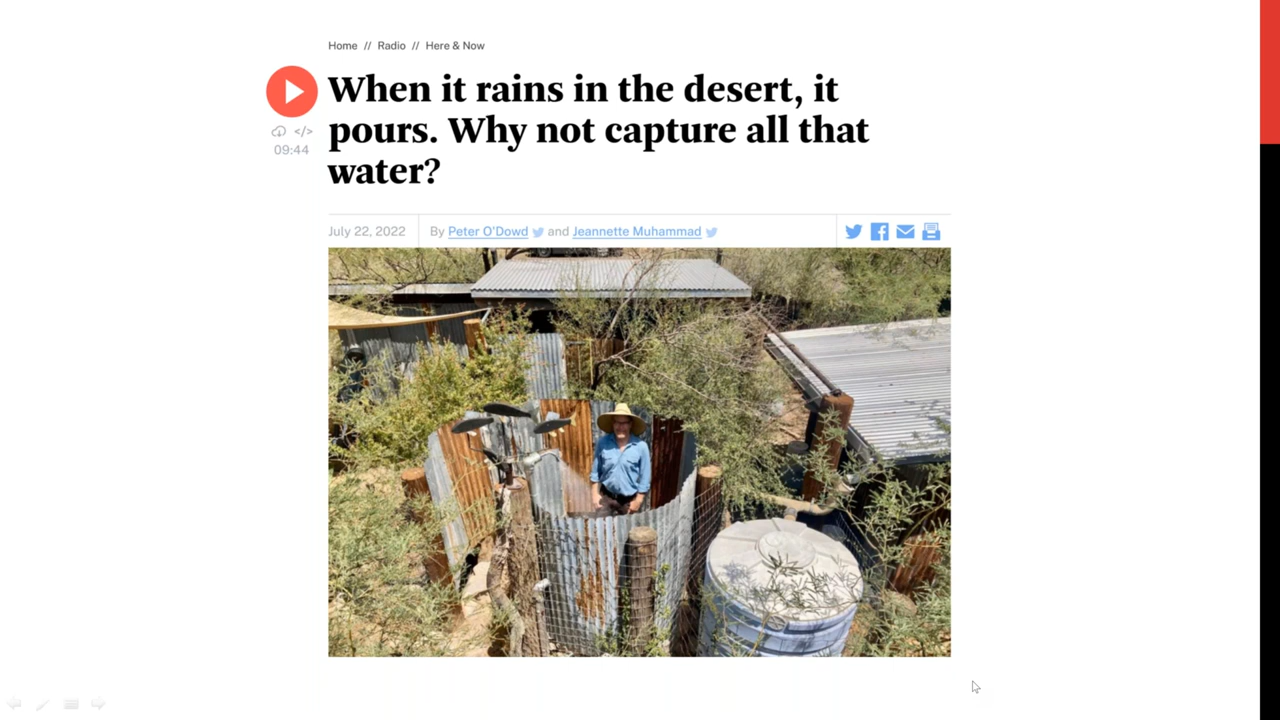 Home // Radio // Here & Now
When it rains in the desert, it
pours. Why not capture all that
water?
</>
09:44
July 22, 2022
By Peter O'Dowd and Jeannette Muhammad